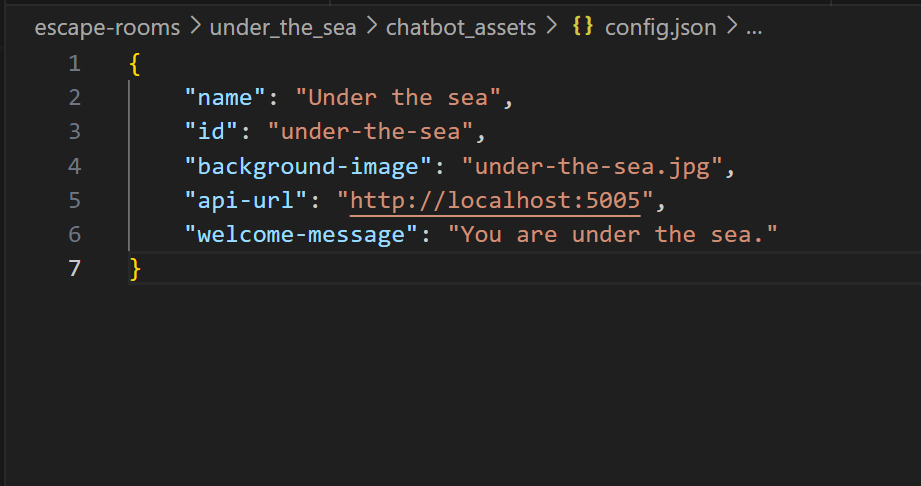 escape-rooms > under_the_sea > chatbot_assets > {} config.json > ...
1 {
2     "name": "Under the sea",
3     "id": "under-the-sea",
4     "background-image": "under-the-sea.jpg",
5     "api-url": "http://localhost:5005",
6     "welcome-message": "You are under the sea."
7 }